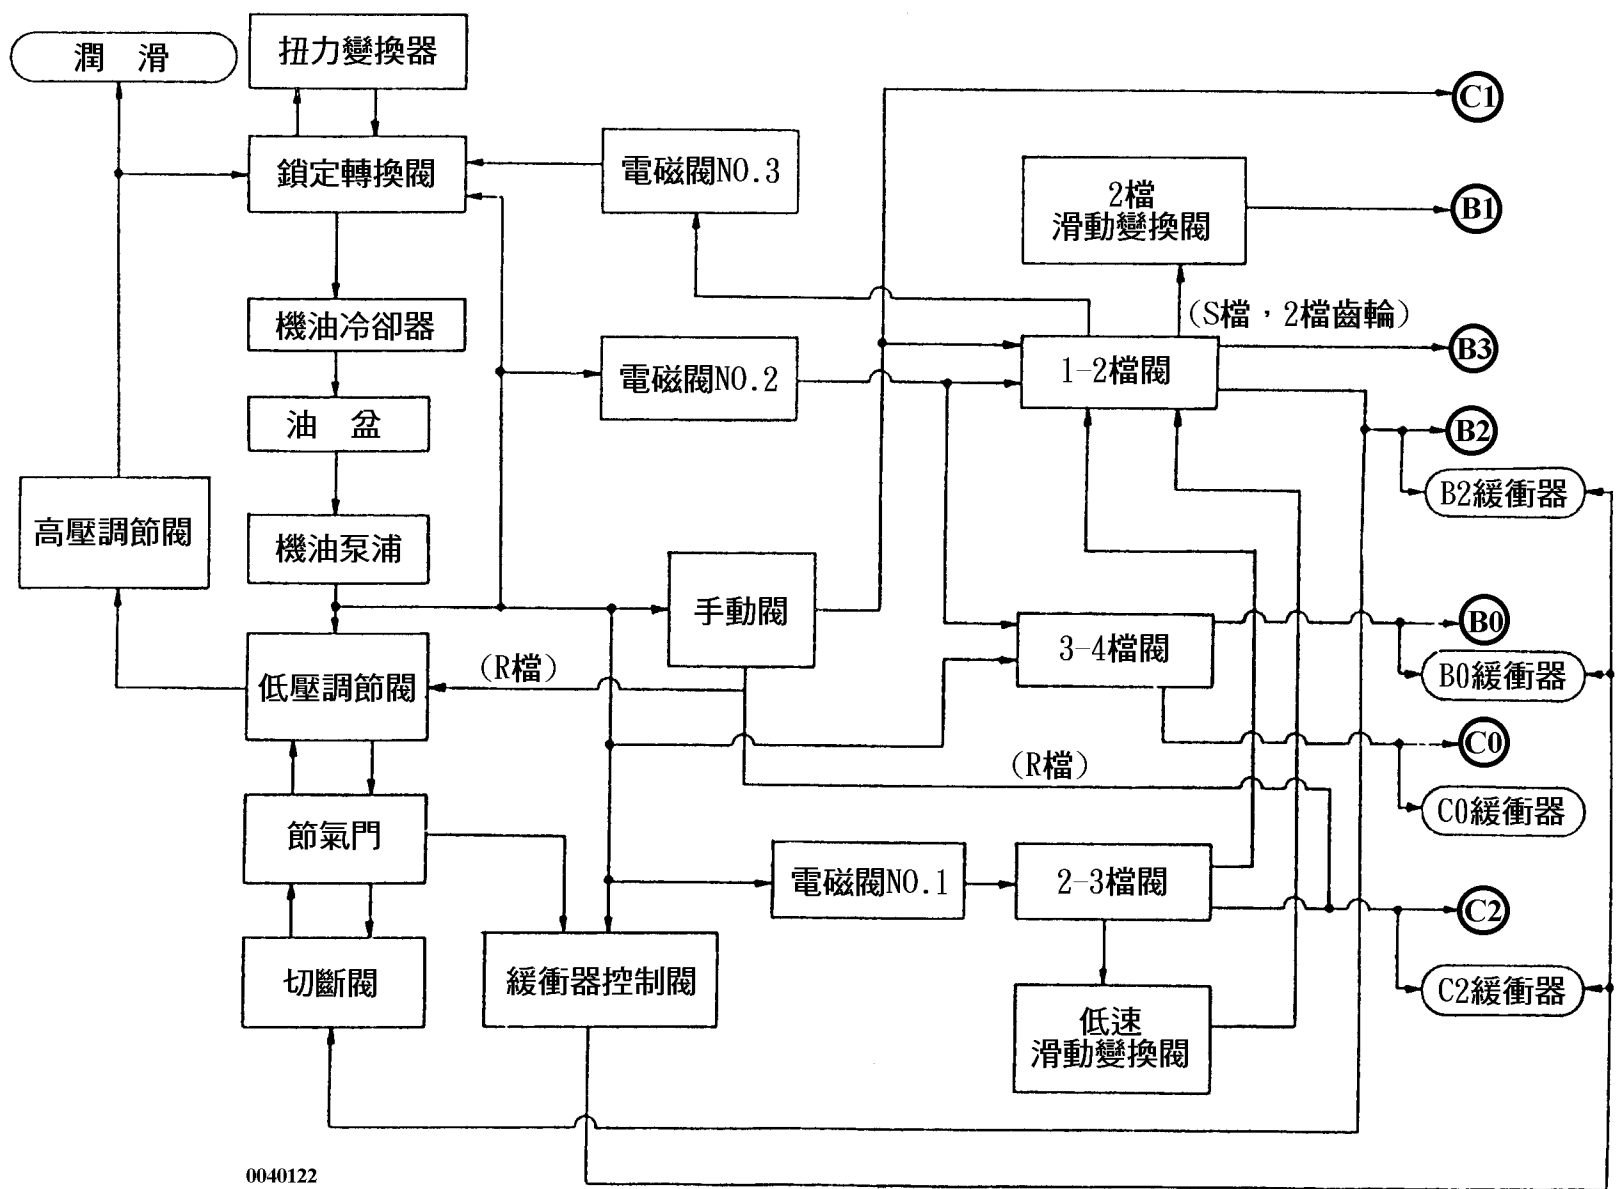 潤 滑
扭力變換器
C1
鎖定轉換閥
電磁閥NO.3
2檔
滑動變換閥
B1
機油冷卻器
(S檔，2檔齒輪)
電磁閥NO.2
1-2檔閥
B3
油 盆
B2
B2緩衝器
高壓調節閥
機油泵浦
手動閥
3-4檔閥
B0
(R檔)
低壓調節閥
B0緩衝器
C0
(R檔)
C0緩衝器
節氣門
電磁閥NO.1
2-3檔閥
C2
切斷閥
緩衝器控制閥
C2緩衝器
低速
滑動變換閥
0040122